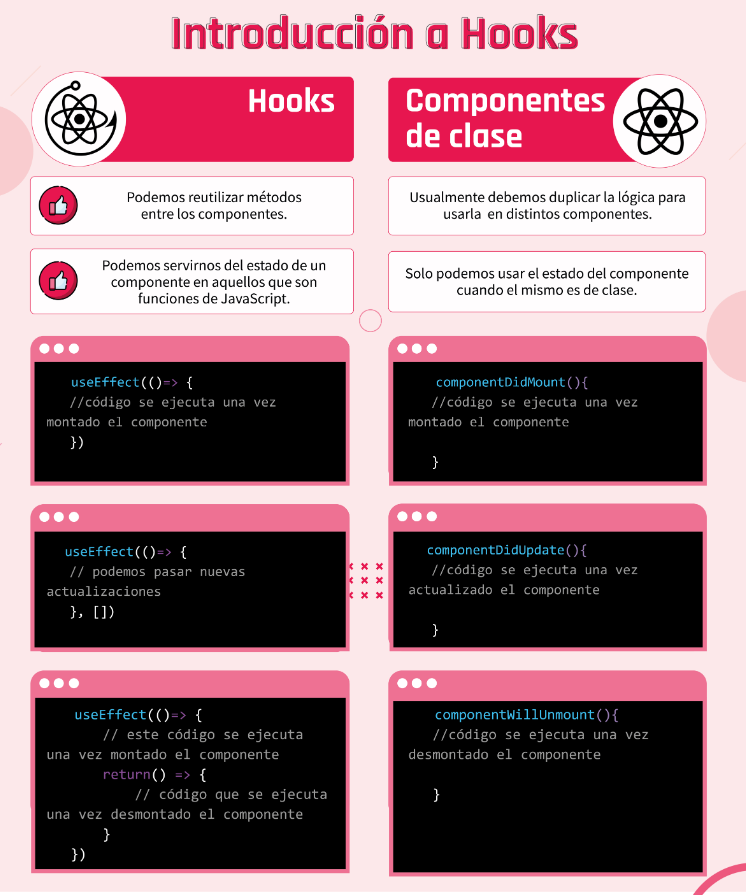 Introducción a Hooks
Hooks
Componentes
de clase
Podemos reutilizar métodos
entre los componentes.
Usualmente debemos duplicar la lógica para
usarla en distintos componentes.
Podemos servirnos del estado de un
componente en aquellos que son
funciones de JavaScript.
Solo podemos usar el estado del componente
cuando el mismo es de clase.
useEffect(()=> {
//código se ejecuta una vez
montado el componente
})
componentDidMount(){
//código se ejecuta una vez
montado el componente
}
useEffect(()=> {
// podemos pasar nuevas
actualizaciones
}, [])
componentDidUpdate(){
//código se ejecuta una vez
actualizado el componente
}
useEffect(()=> {
// este código se ejecuta
una vez montado el componente
return() => {
// código que se ejecuta
una vez desmontado el componente
}
})
componentWillUnmount(){
//código se ejecuta una vez
desmontado el componente
}